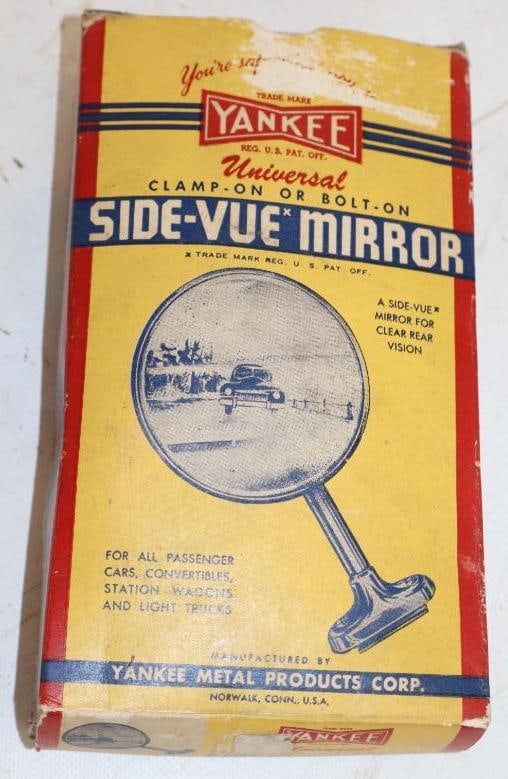 You're
TRADE MARK
YANKEE
REG. U.S. PAT. OFF.
Universal
CLAMP-ON OR BOLT-ON
SIDE-VUE* MIRROR
* TRADE MARK REG. U. S. PAT OFF.
A SIDE-VUE*
MIRROR FOR
CLEAR REAR
VISION
FOR ALL PASSENGER
CARS, CONVERTIBLES,
STATION WAGONS
AND LIGHT TRUCKS
MANUFACTURED BY
YANKEE METAL PRODUCTS CORP.
NORWALK, CONN., U.S.A.
YANKEE